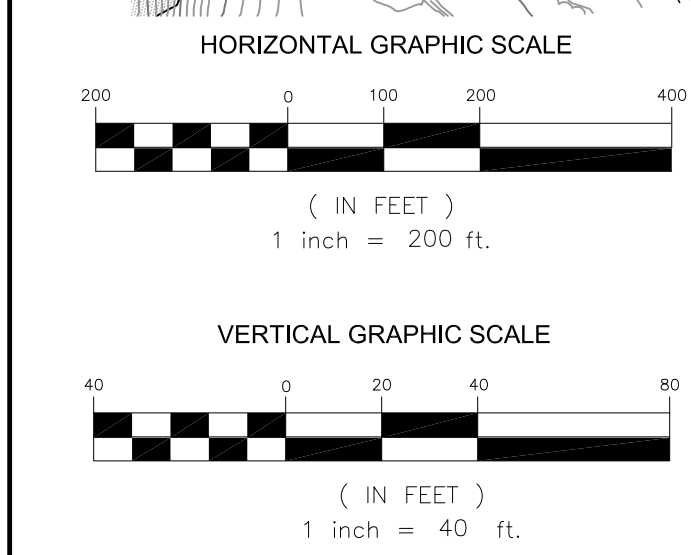 HORIZONTAL GRAPHIC SCALE
200 0 100 200 400
( IN FEET )
1 inch = 200 ft.
VERTICAL GRAPHIC SCALE
40 0 20 40 80
( IN FEET )
1 inch = 40 ft.